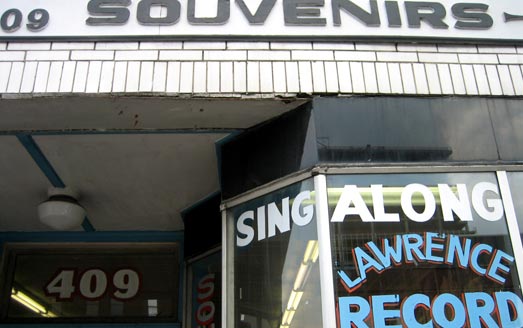 09 SOUVENIRS
SING ALONG
LAWRENCE
RECORD
409